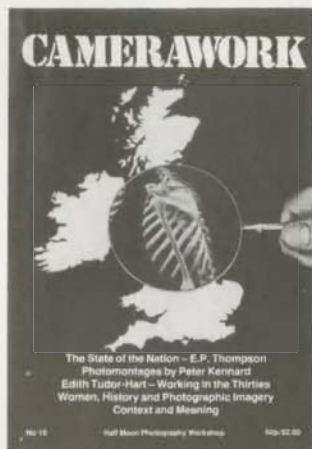 CAMERAWORK
The State of the Nation – E.P. Thompson
Photomontages by Peter Kennard
Edith Tudor-Hart – Working in the Thirties
Women, History and Photographic Imagery
Context and Meaning
Half Moon Photography Workshop